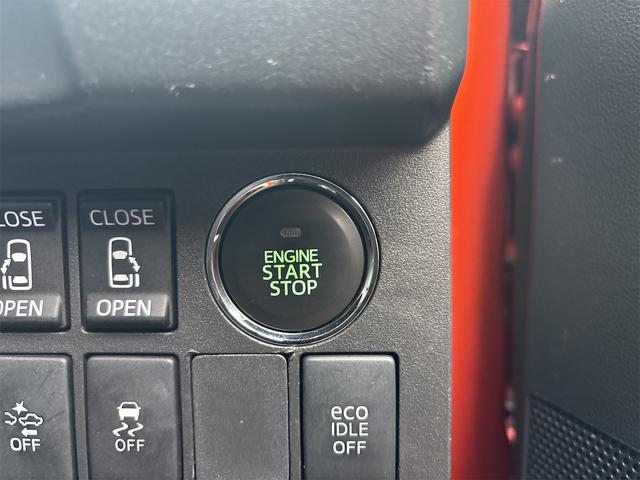 CLOSE
OPEN
CLOSE
OPEN
ENGINE
START
STOP
OFF
OFF
eco
IDLE
OFF